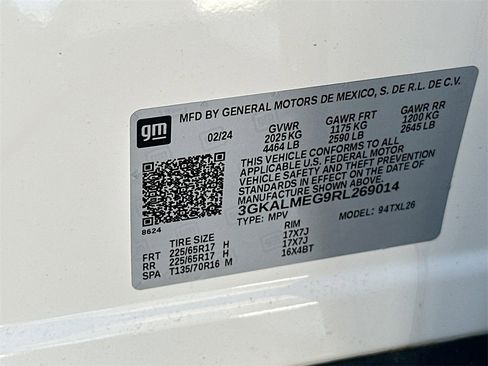 MFD BY GENERAL MOTORS DE MEXICO, S. DE R.L. DE C.V.
gm
02/24 GVWR GAWR FRT GAWR RR
2025 KG 1175 KG 1200 KG
4464 LB 2590 LB 2645 LB
THIS VEHICLE CONFORMS TO ALL
APPLICABLE U.S. FEDERAL MOTOR
VEHICLE SAFETY AND THEFT PREVENTION
STANDARDS IN EFFECT ON THE DATE OF
MANUFACTURE SHOWN ABOVE.
3GKALMEG9RL269014
TYPE: MPV MODEL: 94TXL26
8624
TIRE SIZE RIM
FRT 225/65R17 H 17X7J
RR 225/65R17 H 17X7J
SPA T135/70R16 M 16X4BT